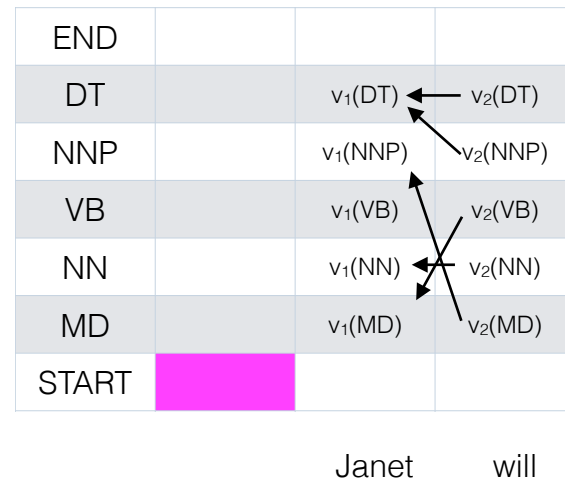 END
DT v₁(DT) v₂(DT)
NNP v₁(NNP) v₂(NNP)
VB v₁(VB) v₂(VB)
NN v₁(NN) v₂(NN)
MD v₁(MD) v₂(MD)
START
Janet will